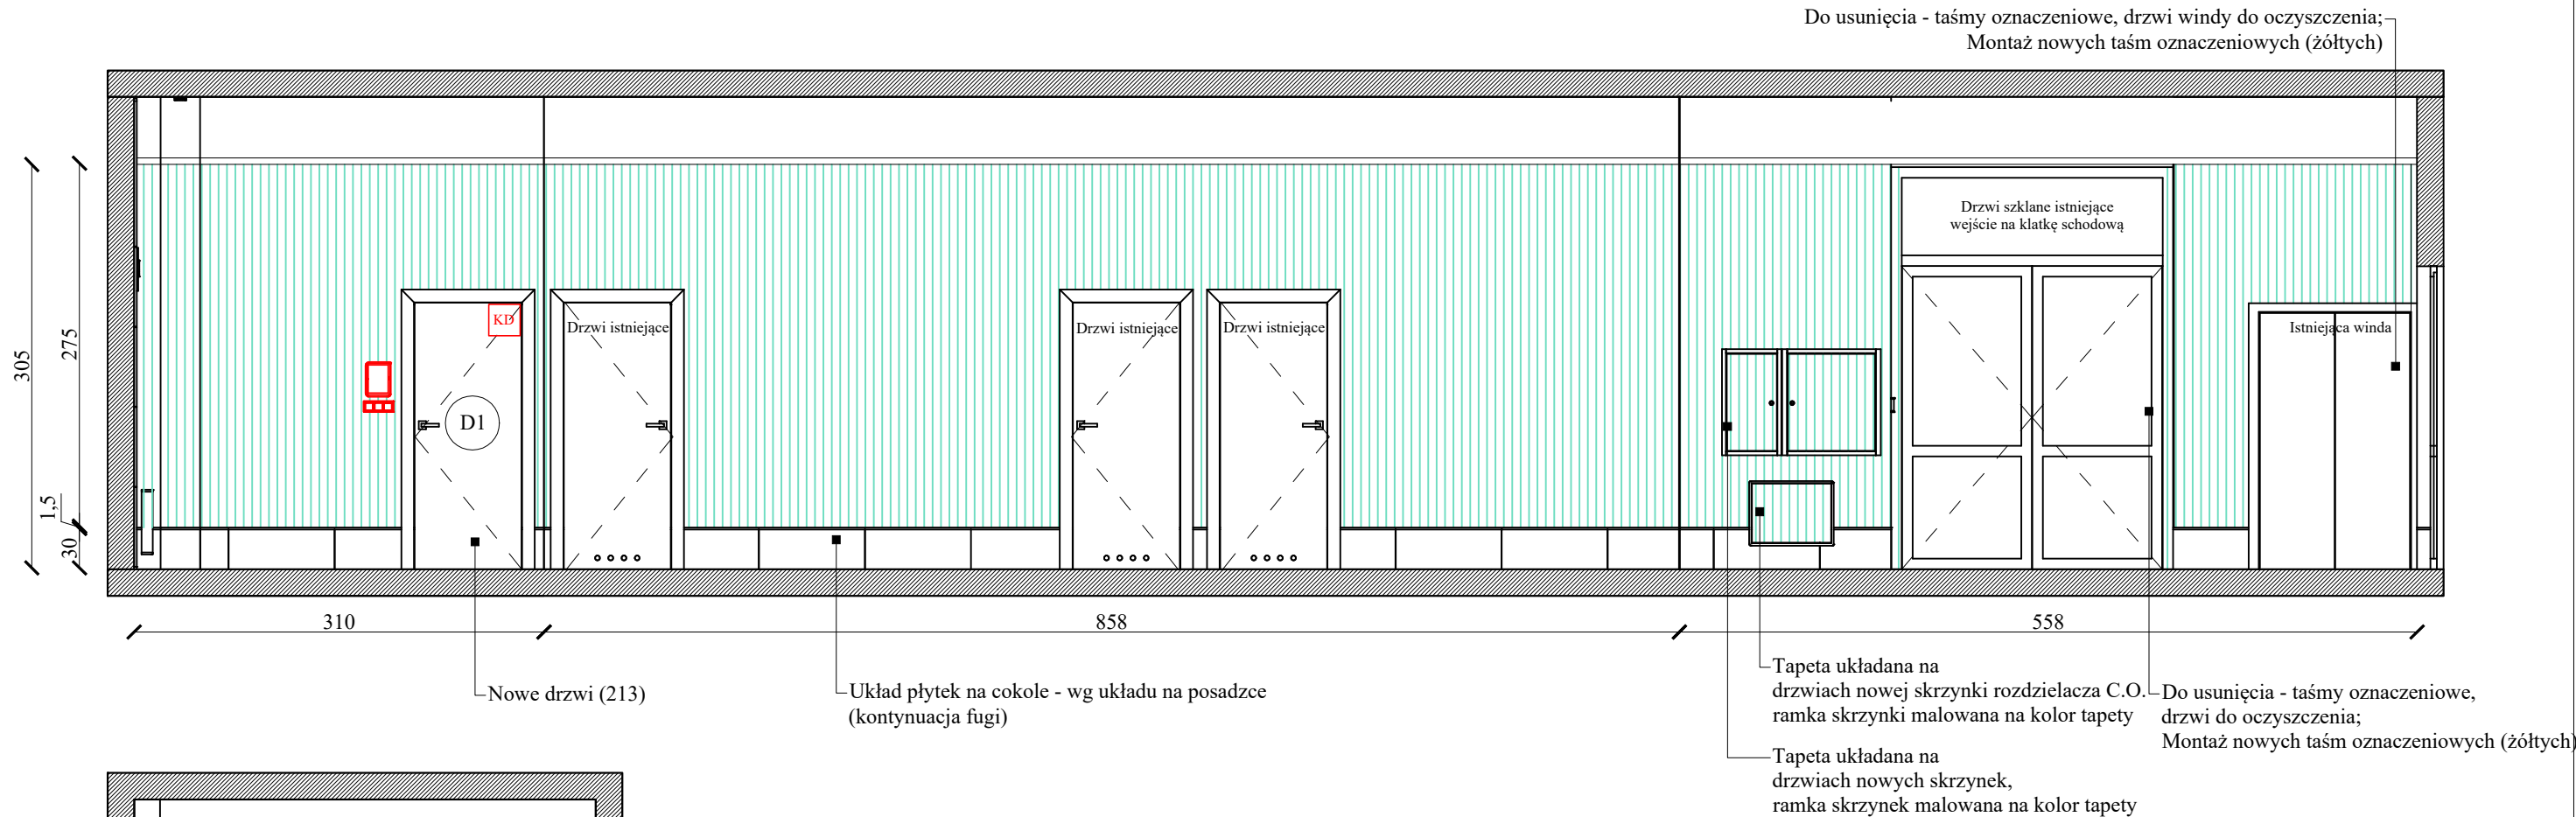 Do usunięcia - taśmy oznaczeniowe, drzwi windy do oczyszczenia;
Montaż nowych taśm oznaczeniowych (żółtych)
Drzwi szklane istniejące
wejście na klatkę schodową
KD
Drzwi istniejące
Drzwi istniejące
Drzwi istniejące
Istniejąca winda
305
275
D1
1,5
30
310
858
558
Nowe drzwi (213)
Układ płytek na cokole - wg układu na posadzce
(kontynuacja fugi)
Tapeta układana na
drzwiach nowej skrzynki rozdzielacza C.O.
ramka skrzynki malowana na kolor tapety
Do usunięcia - taśmy oznaczeniowe,
drzwi do oczyszczenia;
Montaż nowych taśm oznaczeniowych (żółtych)
Tapeta układana na
drzwiach nowych skrzynek,
ramka skrzynek malowana na kolor tapety